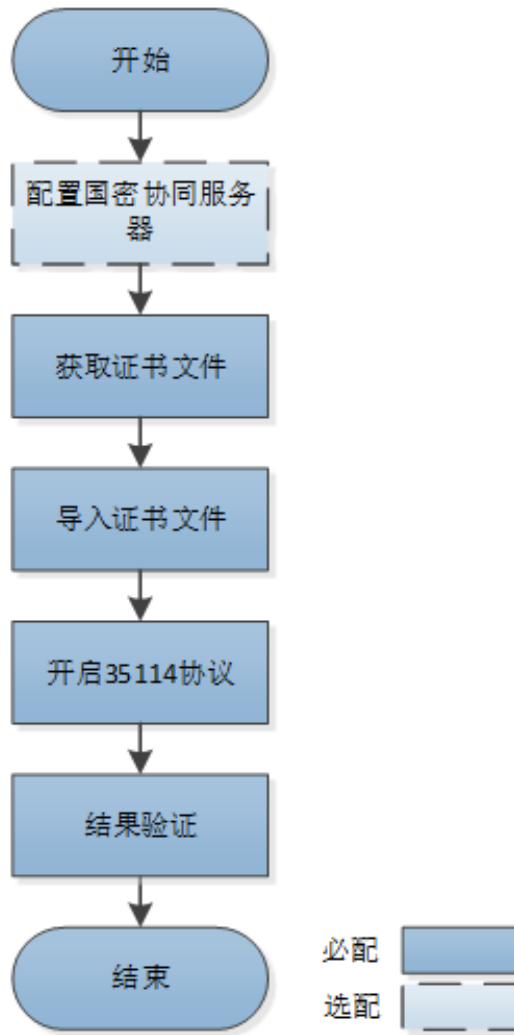 开始
配置国密协同服务
器
获取证书文件
导入证书文件
开启35114协议
结果验证
结束
必配
选配